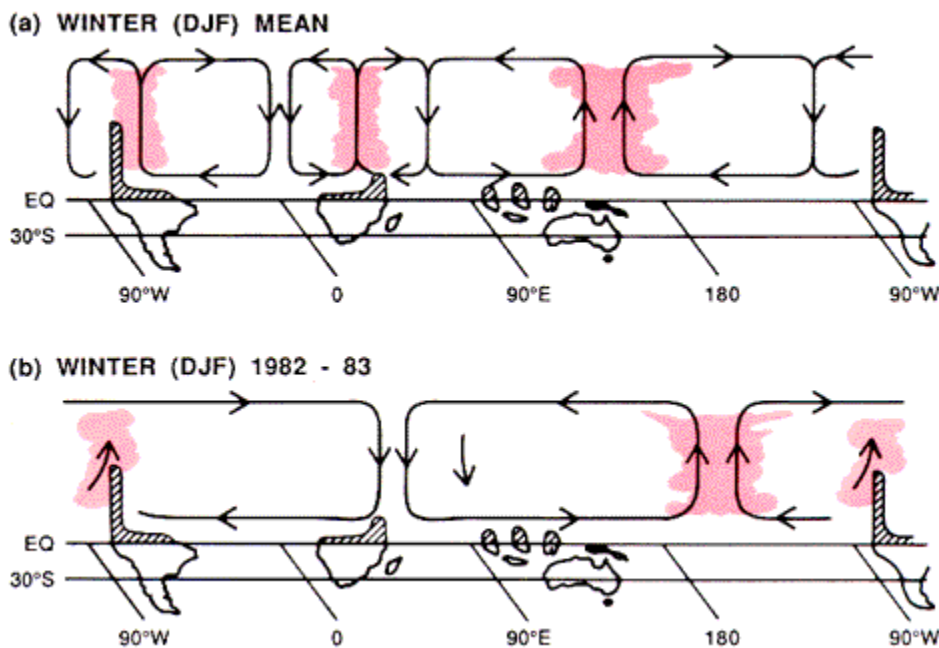 (a) WINTER (DJF) MEAN
EQ
30°S
90°W 0 90°E 180 90°W
(b) WINTER (DJF) 1982 - 83
EQ
30°S
90°W 0 90°E 180 90°W